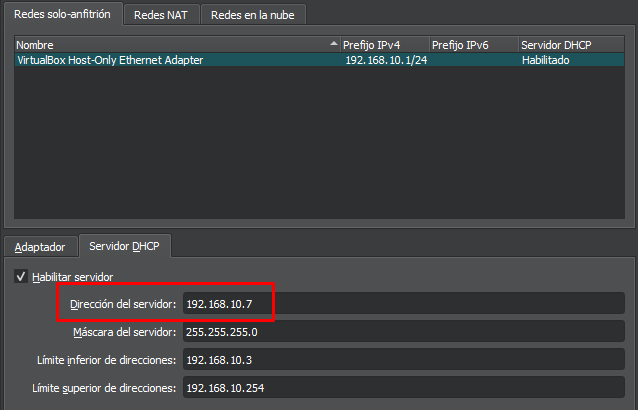 Redes solo-anfitrión Redes NAT Redes en la nube
Nombre Prefijo IPv4 Prefijo IPv6 Servidor DHCP
VirtualBox Host-Only Ethernet Adapter 192.168.10.1/24 Habilitado
Adaptador Servidor DHCP
Habilitar servidor
Dirección del servidor: 192.168.10.7
Máscara del servidor: 255.255.255.0
Límite inferior de direcciones: 192.168.10.3
Límite superior de direcciones: 192.168.10.254